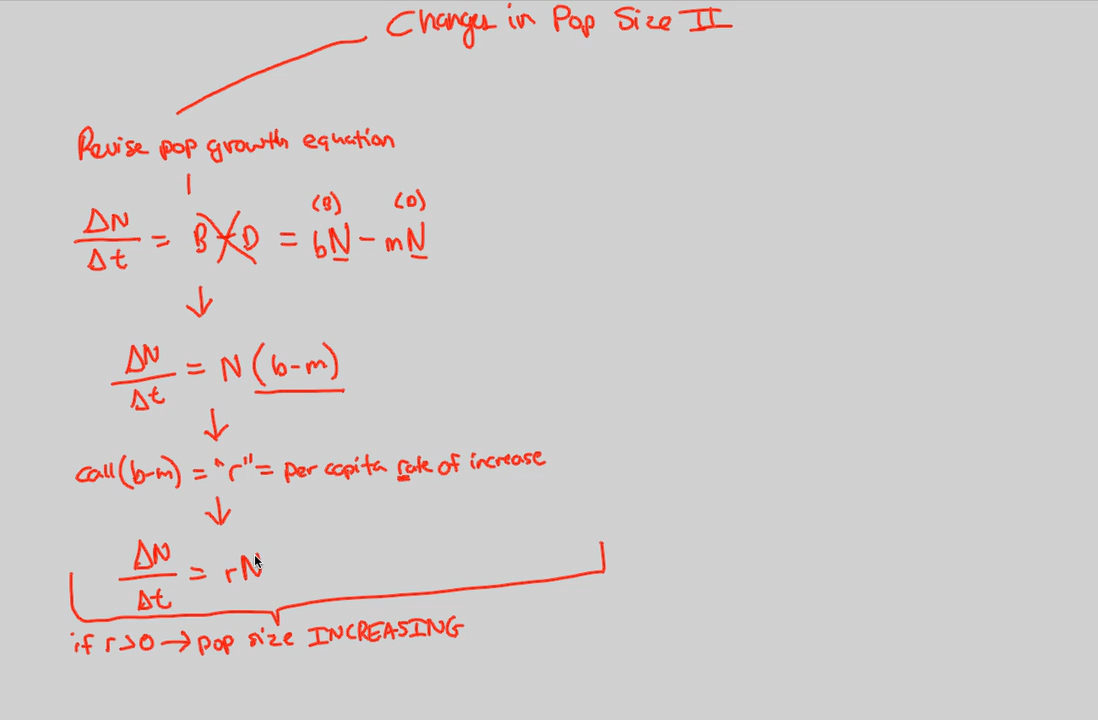 Changes in Pop Size II
Revise pop growth equation
(B) (D)
ΔN/Δt = B-D = bN - mN
ΔN/Δt = N (b-m)
call (b-m) = "r" = per capita rate of increase
ΔN/Δt = rN
if r>0 → pop size INCREASING